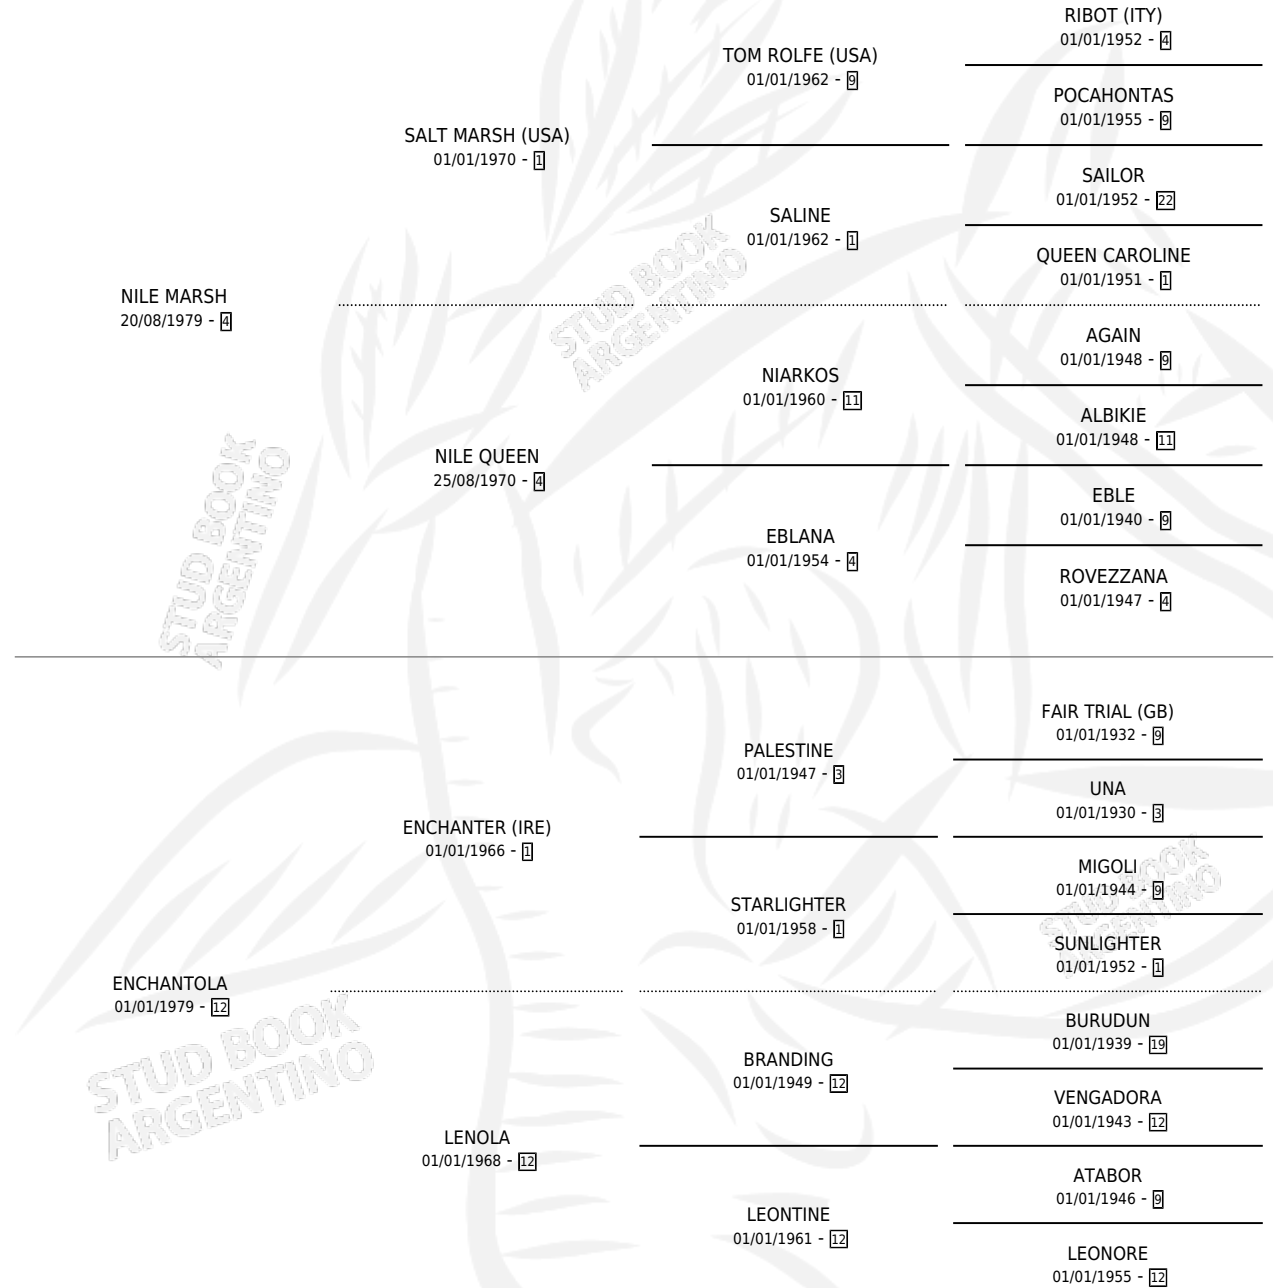 RIBOT (ITY)
01/01/1952 - 4
TOM ROLFE (USA)
01/01/1962 - 9
POCAHONTAS
01/01/1955 - 9
SALT MARSH (USA)
01/01/1970 - 1
SAILOR
01/01/1952 - 22
SALINE
01/01/1962 - 1
QUEEN CAROLINE
01/01/1951 - 1
NILE MARSH
20/08/1979 - 4
AGAIN
01/01/1948 - 9
NIARKOS
01/01/1960 - 11
ALBIKIE
01/01/1948 - 11
NILE QUEEN
25/08/1970 - 4
EBLE
01/01/1940 - 9
EBLANA
01/01/1954 - 4
ROVEZZANA
01/01/1947 - 4
FAIR TRIAL (GB)
01/01/1932 - 9
PALESTINE
01/01/1947 - 3
UNA
01/01/1930 - 3
ENCHANTER (IRE)
01/01/1966 - 1
MIGOLI
01/01/1944 - 9
STARLIGHTER
01/01/1958 - 1
SUNLIGHTER
01/01/1952 - 1
ENCHANTOLA
01/01/1979 - 12
BURUDUN
01/01/1939 - 19
BRANDING
01/01/1949 - 12
VENGADORA
01/01/1943 - 12
LENOLA
01/01/1968 - 12
ATABOR
01/01/1946 - 9
LEONTINE
01/01/1961 - 12
LEONORE
01/01/1955 - 12
STUD BOOK
ARGENTINO
STUD BOOK
ARGENTINO
STUD BOOK
ARGENTINO
STUD BOOK
ARGENTINO